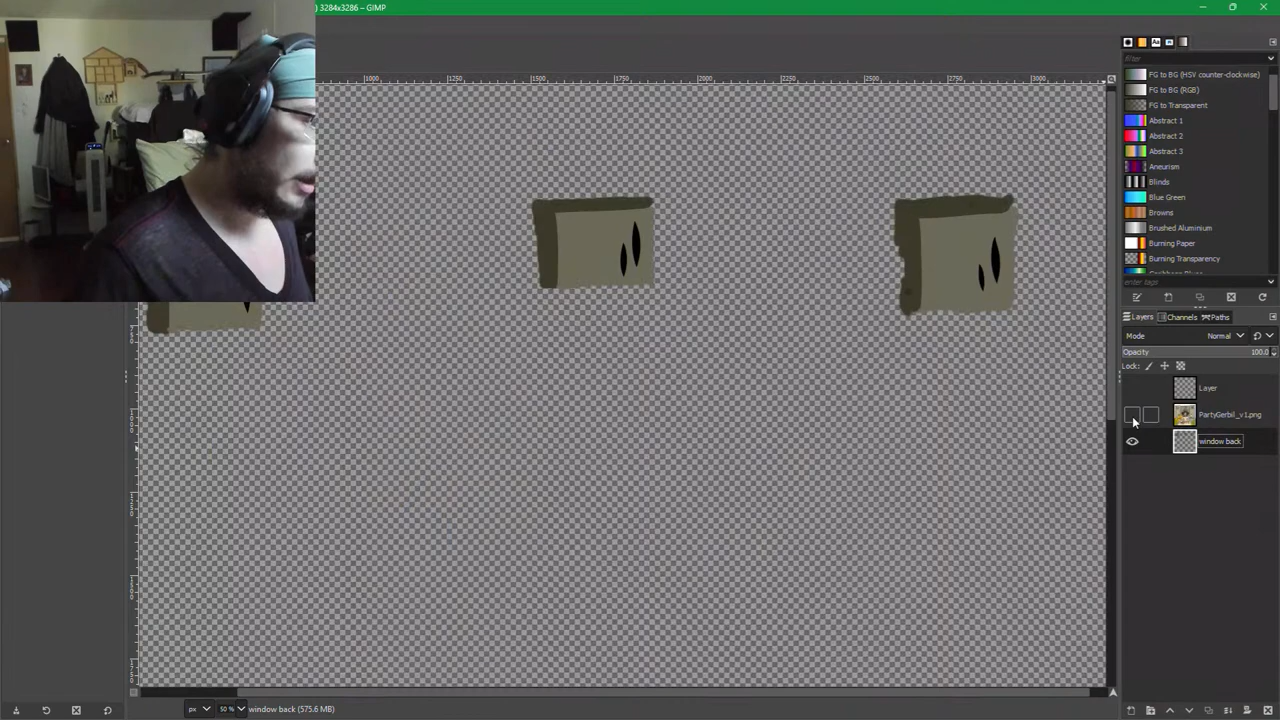 ) 3284x3286 – GIMP
filter
FG to BG (HSV counter-clockwise)
FG to BG (RGB)
FG to Transparent
Abstract 1
Abstract 2
Abstract 3
Aneurism
Blinds
Blue Green
Browns
Brushed Aluminium
Burning Paper
Burning Transparency
enter tags
Layers Channels Paths
Mode Normal
Opacity 100.0
Lock:
Layer
PartyGerbil_v1.png
window back
1000 1250 1500 1750 2000 2250 2500 2750 3000
px 50 % window back (575.6 MB)